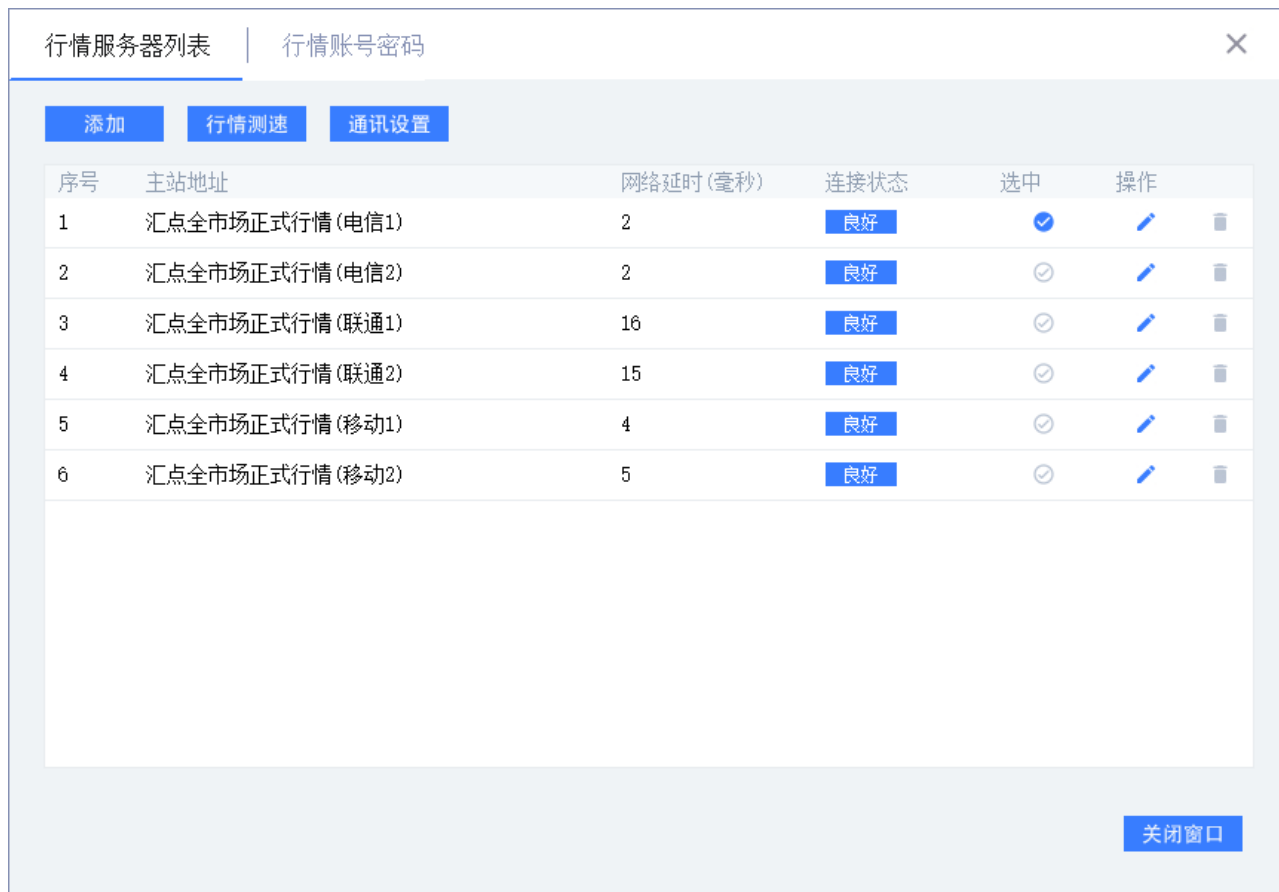 行情服务器列表 行情账号密码
添加 行情测速 通讯设置
序号 主站地址 网络延时(毫秒) 连接状态 选中 操作
1 汇点全市场正式行情(电信1) 2 良好
2 汇点全市场正式行情(电信2) 2 良好
3 汇点全市场正式行情(联通1) 16 良好
4 汇点全市场正式行情(联通2) 15 良好
5 汇点全市场正式行情(移动1) 4 良好
6 汇点全市场正式行情(移动2) 5 良好
关闭窗口